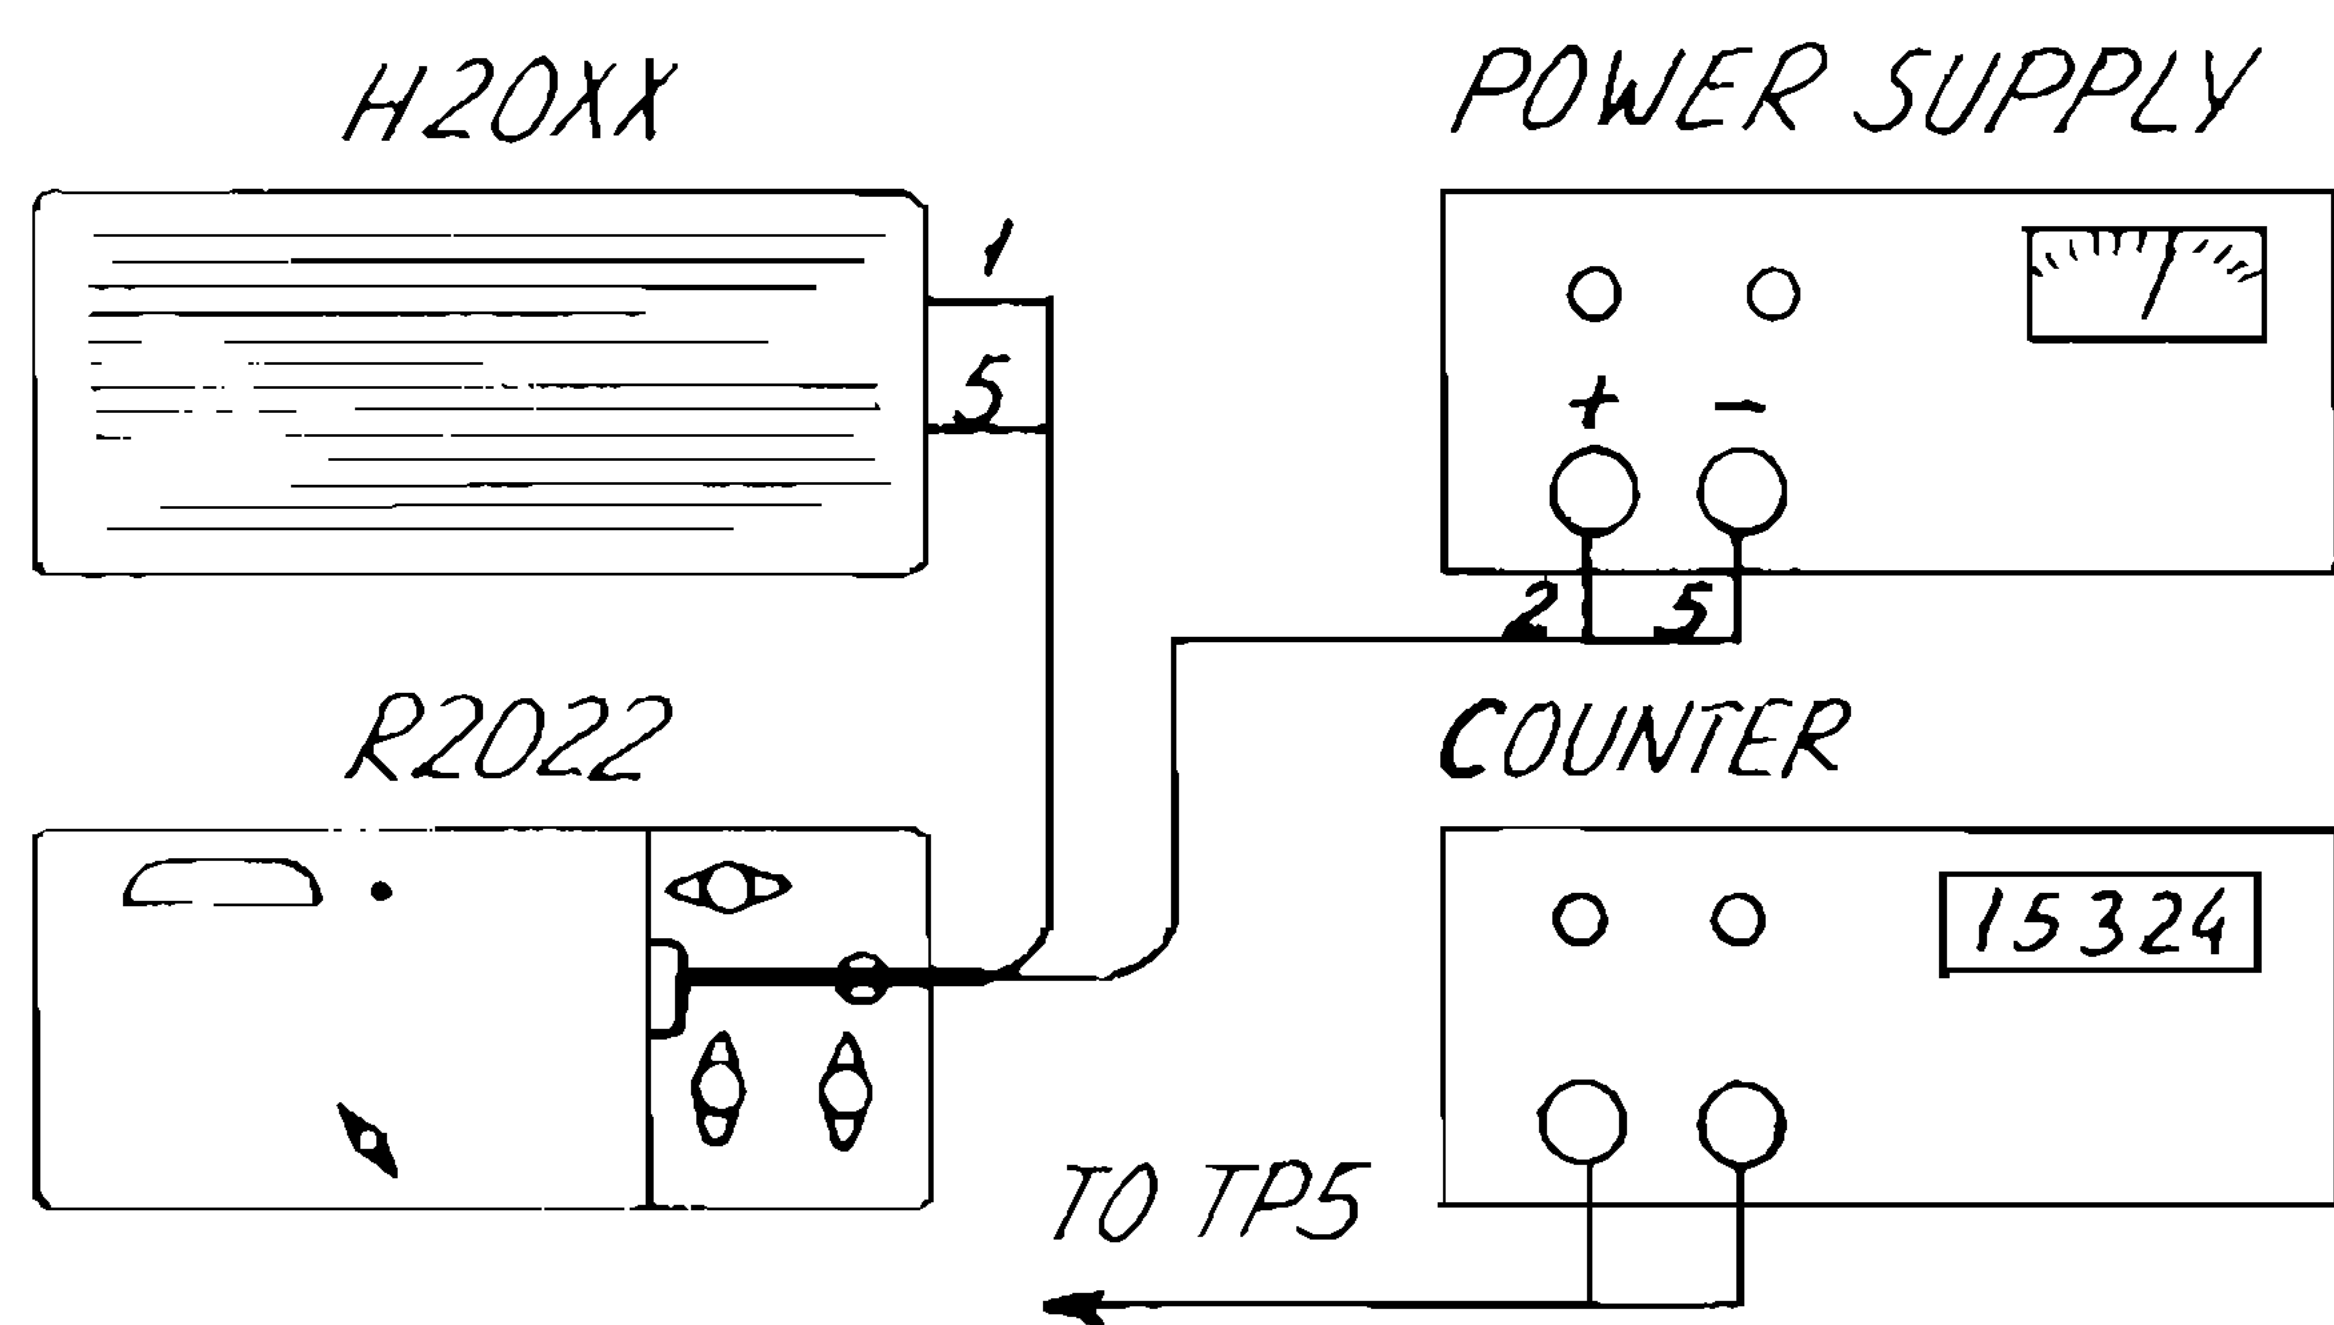 H20XX
POWER SUPPLY
1
5
+ -
2 5
R2022
COUNTER
15324
TO TP5